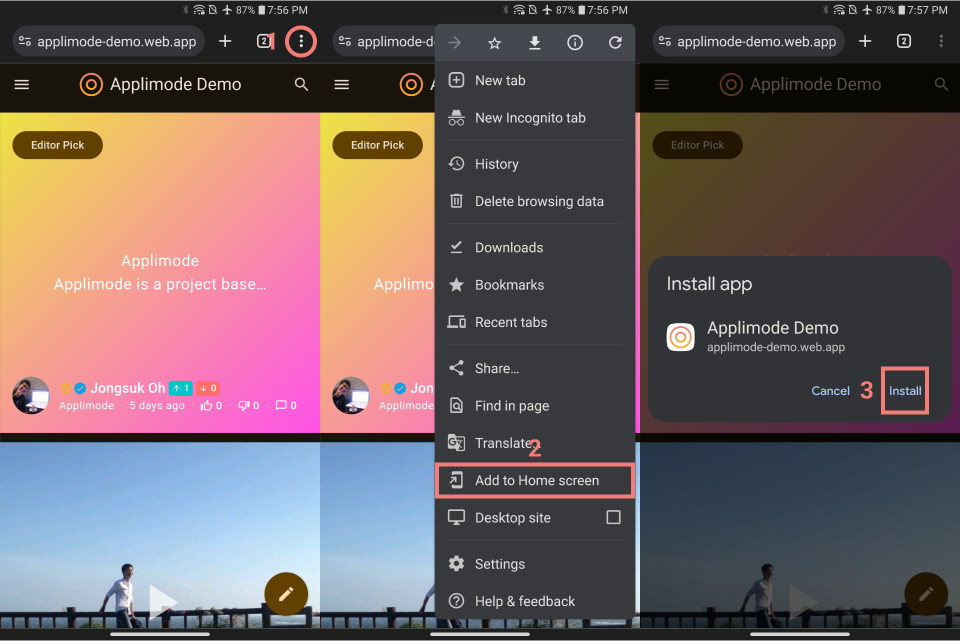 87% 7:56 PM
applimode-demo.web.app
2
1
Applimode Demo
Editor Pick
Applimode
Applimode is a project base…
Jongsuk Oh ↑ 1 ↓ 0
Applimode · 5 days ago · 0 · 0 · 0
87% 7:56 PM
applimode-d
A
Editor Pick
Applimod
Jon
Applimode
New tab
New Incognito tab
History
Delete browsing data
Downloads
Bookmarks
Recent tabs
Share…
Find in page
Translate…
2
Add to Home screen
Desktop site
Settings
Help & feedback
87% 7:57 PM
applimode-demo.web.app
2
Applimode Demo
Editor Pick
Install app
Applimode Demo
applimode-demo.web.app
Cancel
3
Install